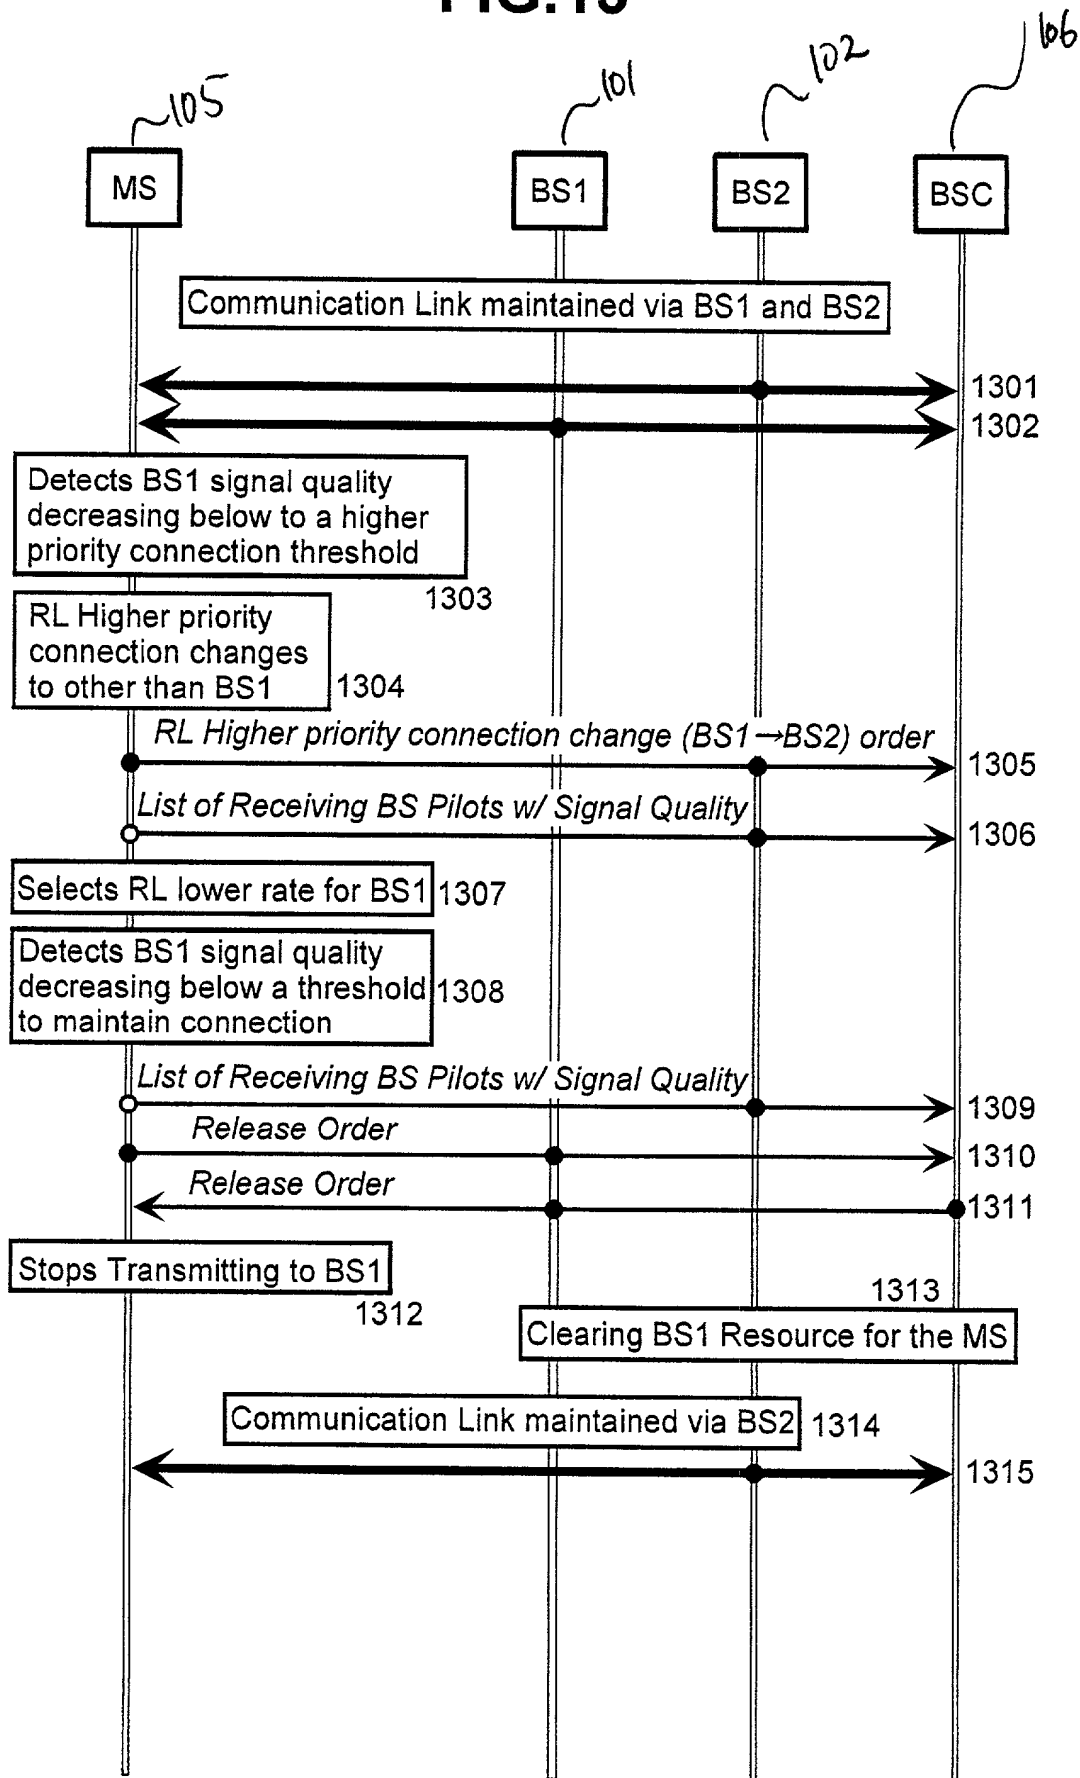 105
101
102
106
MS
BS1
BS2
BSC
Communication Link maintained via BS1 and BS2
1301
1302
Detects BS1 signal quality
decreasing below to a higher
priority connection threshold
1303
RL Higher priority
connection changes
to other than BS1
1304
RL Higher priority connection change (BS1→BS2) order
1305
List of Receiving BS Pilots w/ Signal Quality
1306
Selects RL lower rate for BS1
1307
Detects BS1 signal quality
decreasing below a threshold
to maintain connection
1308
List of Receiving BS Pilots w/ Signal Quality
1309
Release Order
1310
Release Order
1311
Stops Transmitting to BS1
1312
1313
Clearing BS1 Resource for the MS
Communication Link maintained via BS2
1314
1315